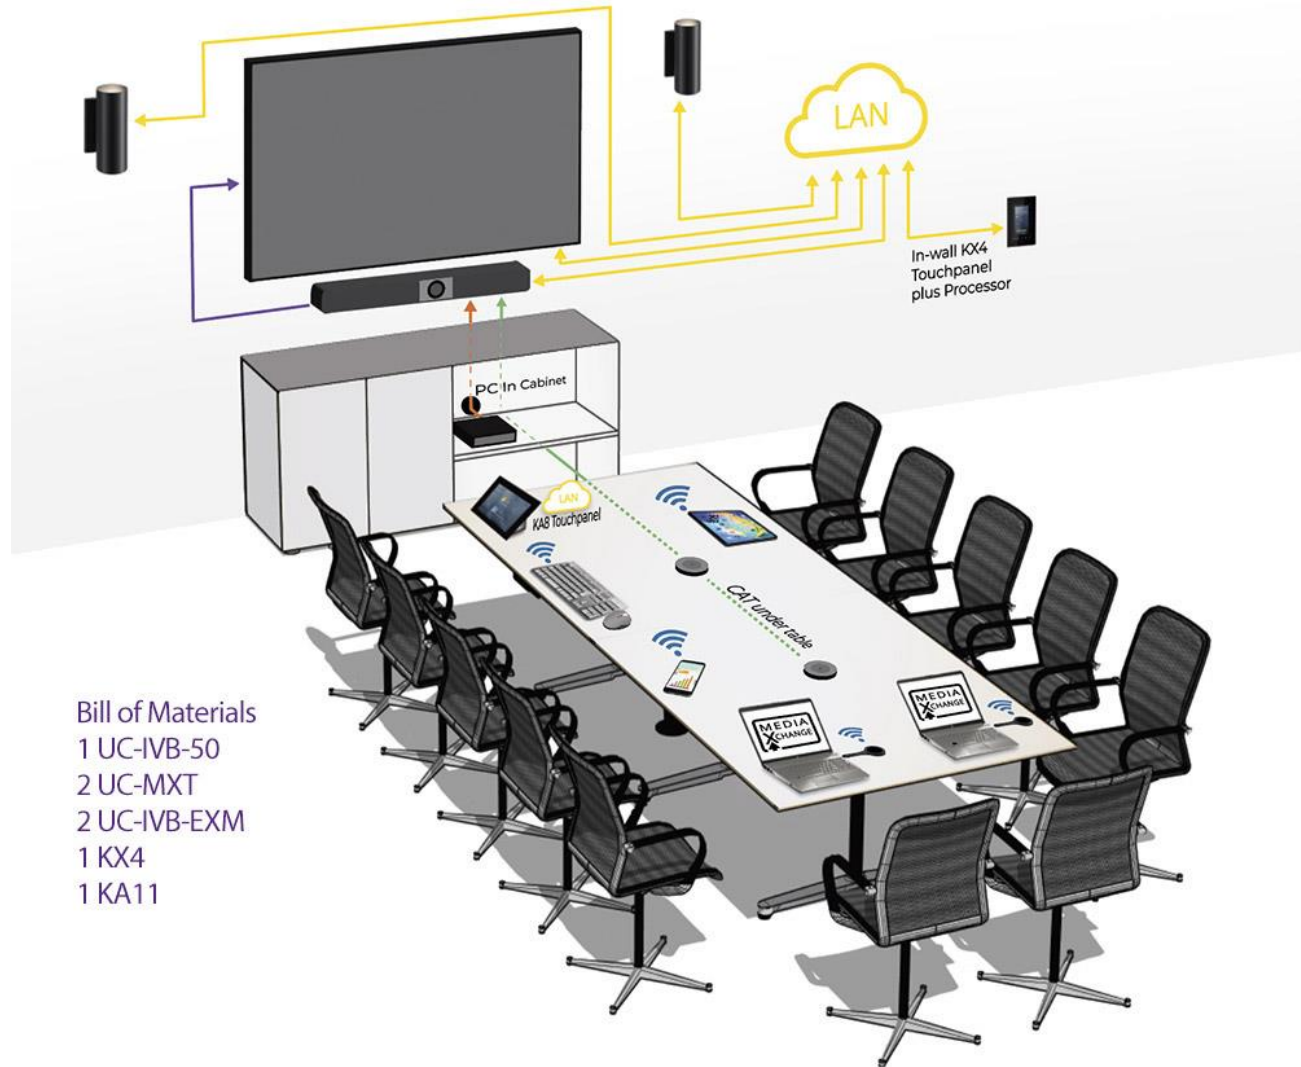 LAN
In-wall KX4
Touchpanel
plus Processor
PC In Cabinet
LAN
KA8 Touchpanel
CAT under table
MEDIA
XCHANGE
MEDIA
XCHANGE
Bill of Materials
1 UC-IVB-50
2 UC-MXT
2 UC-IVB-EXM
1 KX4
1 KA11